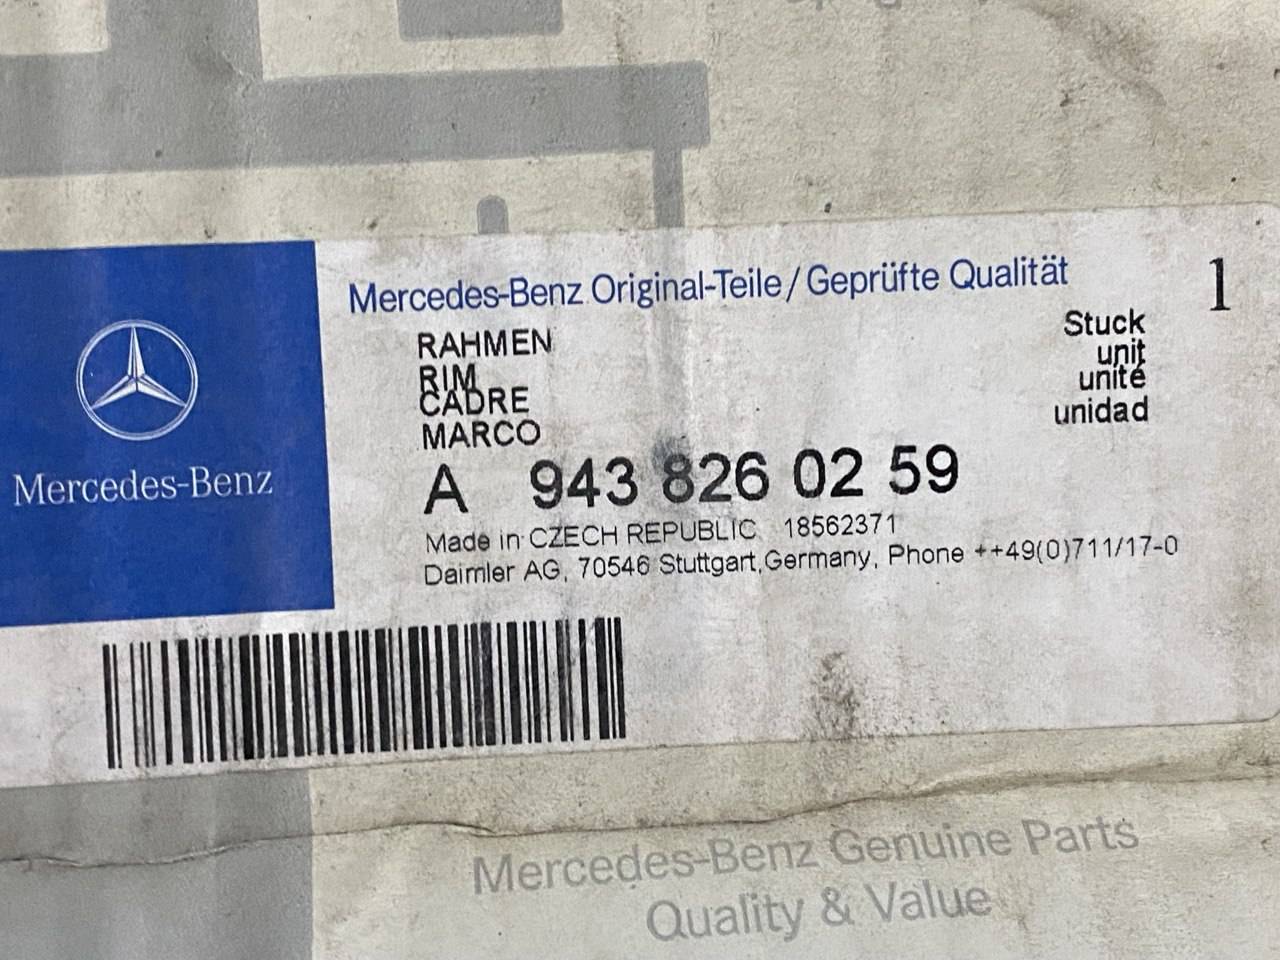 Mercedes-Benz
Mercedes-Benz Original-Teile/Geprüfte Qualität
1
RAHMEN
RIM
CADRE
MARCO
Stuck
unit
unité
unidad
A 943 826 02 59
Made in CZECH REPUBLIC 18562371
Daimler AG, 70546 Stuttgart,Germany, Phone ++49(0)711/17-0
Mercedes-Benz Genuine Parts
Quality & Value